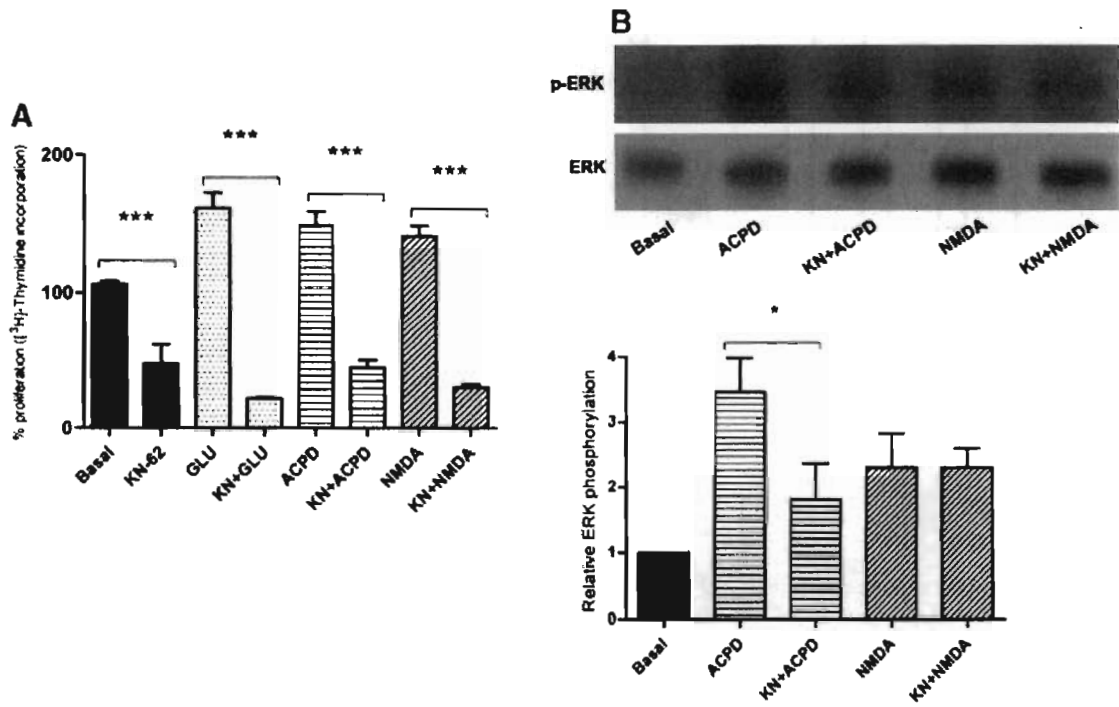 A
% proliferation ([³H]-Thymidine incorporation)
200
100
0
***
***
***
***
Basal
KN-62
GLU
KN+GLU
ACPD
KN+ACPD
NMDA
KN+NMDA
B
p-ERK
ERK
Basal
ACPD
KN+ACPD
NMDA
KN+NMDA
Relative ERK phosphorylation
4
3
2
1
0
*
Basal
ACPD
KN+ACPD
NMDA
KN+NMDA